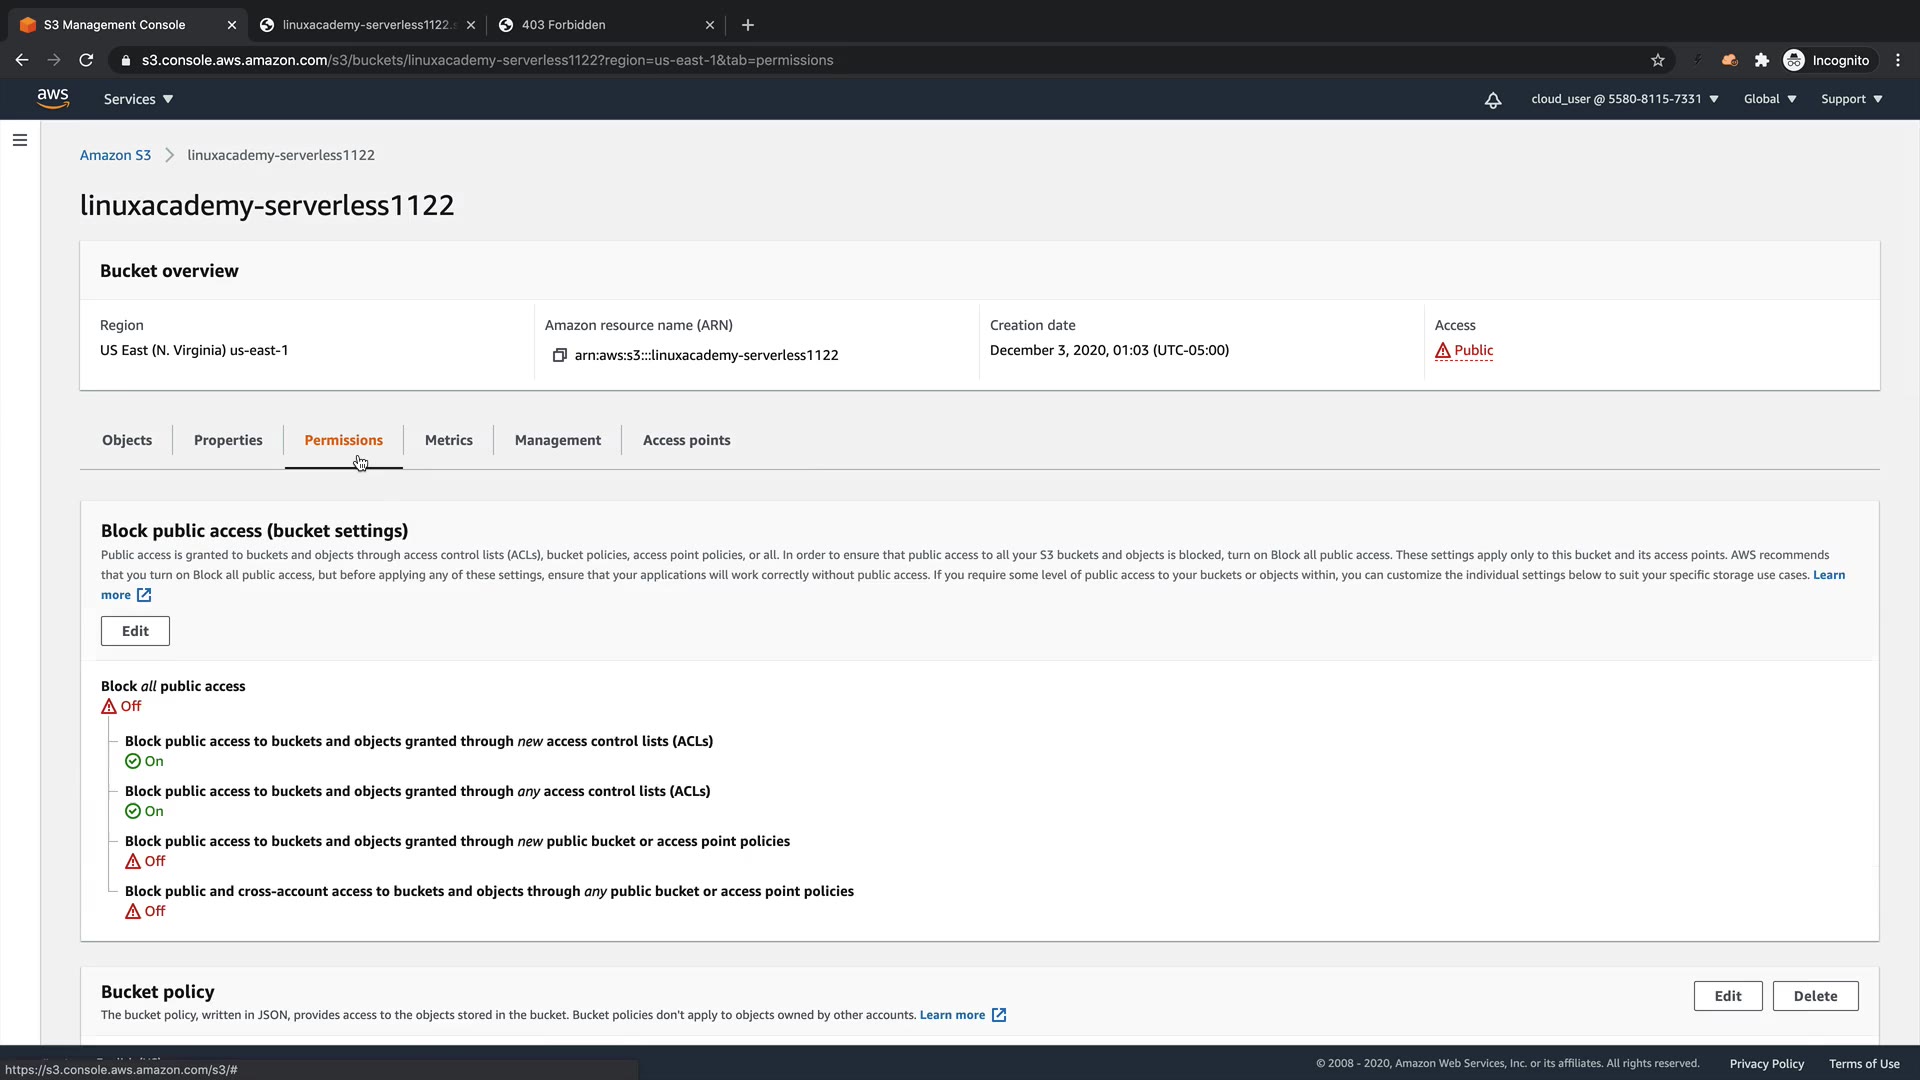 S3 Management Console
linuxacademy-serverless1122.
403 Forbidden
s3.console.aws.amazon.com/s3/buckets/linuxacademy-serverless1122?region=us-east-1&tab=permissions
Incognito
aws
Services
cloud_user @ 5580-8115-7331
Global
Support
Amazon S3 > linuxacademy-serverless1122
linuxacademy-serverless1122
Bucket overview
Region
US East (N. Virginia) us-east-1
Amazon resource name (ARN)
arn:aws:s3:::linuxacademy-serverless1122
Creation date
December 3, 2020, 01:03 (UTC-05:00)
Access
Public
Objects
Properties
Permissions
Metrics
Management
Access points
Block public access (bucket settings)
Public access is granted to buckets and objects through access control lists (ACLs), bucket policies, access point policies, or all. In order to ensure that public access to all your S3 buckets and objects is blocked, turn on Block all public access. These settings apply only to this bucket and its access points. AWS recommends
that you turn on Block all public access, but before applying any of these settings, ensure that your applications will work correctly without public access. If you require some level of public access to your buckets or objects within, you can customize the individual settings below to suit your specific storage use cases. Learn
more
Edit
Block all public access
Off
Block public access to buckets and objects granted through new access control lists (ACLs)
On
Block public access to buckets and objects granted through any access control lists (ACLs)
On
Block public access to buckets and objects granted through new public bucket or access point policies
Off
Block public and cross-account access to buckets and objects through any public bucket or access point policies
Off
Bucket policy
The bucket policy, written in JSON, provides access to the objects stored in the bucket. Bucket policies don't apply to objects owned by other accounts. Learn more
Edit
Delete
https://s3.console.aws.amazon.com/s3/#
© 2008 - 2020, Amazon Web Services, Inc. or its affiliates. All rights reserved.
Privacy Policy
Terms of Use